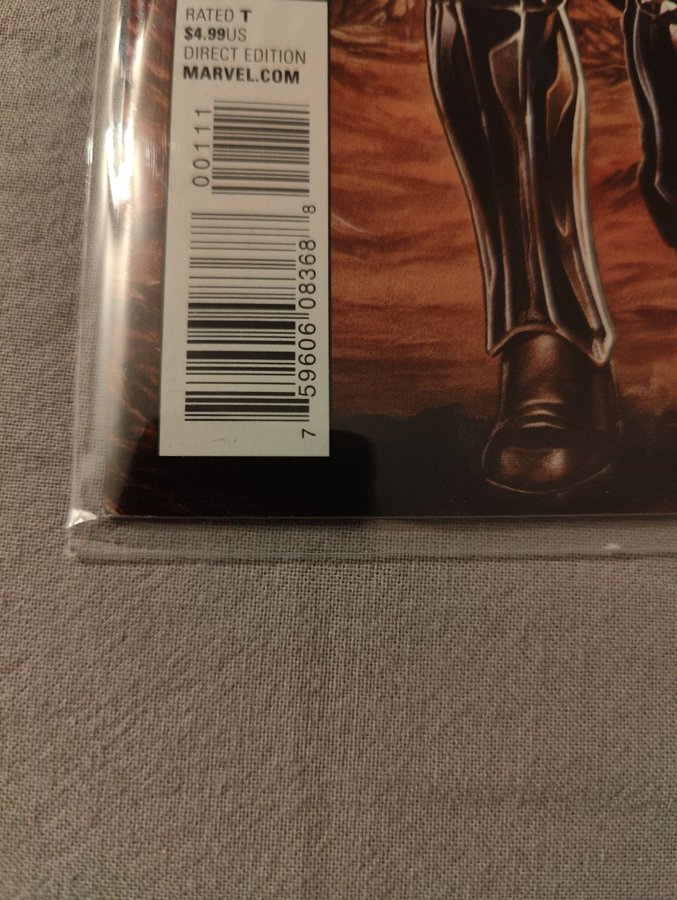 RATED T
$4.99US
DIRECT EDITION
MARVEL.COM
00111
7 59606 08368 8